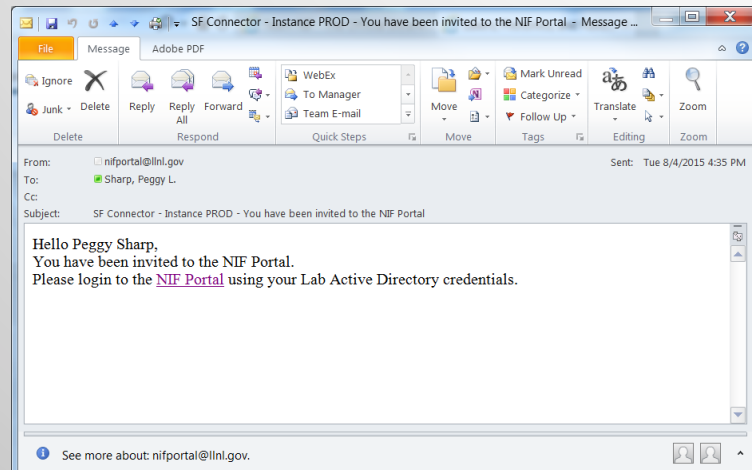 SF Connector - Instance PROD - You have been invited to the NIF Portal - Message ...
File Message Adobe PDF
Ignore
Junk
Delete
Reply
Reply All
Forward
WebEx
To Manager
Team E-mail
Move
Mark Unread
Categorize
Follow Up
Translate
Zoom
Delete Respond Quick Steps Move Tags Editing Zoom
From: nifportal@llnl.gov Sent: Tue 8/4/2015 4:35 PM
To: Sharp, Peggy L.
Cc:
Subject: SF Connector - Instance PROD - You have been invited to the NIF Portal
Hello Peggy Sharp,
You have been invited to the NIF Portal.
Please login to the NIF Portal using your Lab Active Directory credentials.
See more about: nifportal@llnl.gov.